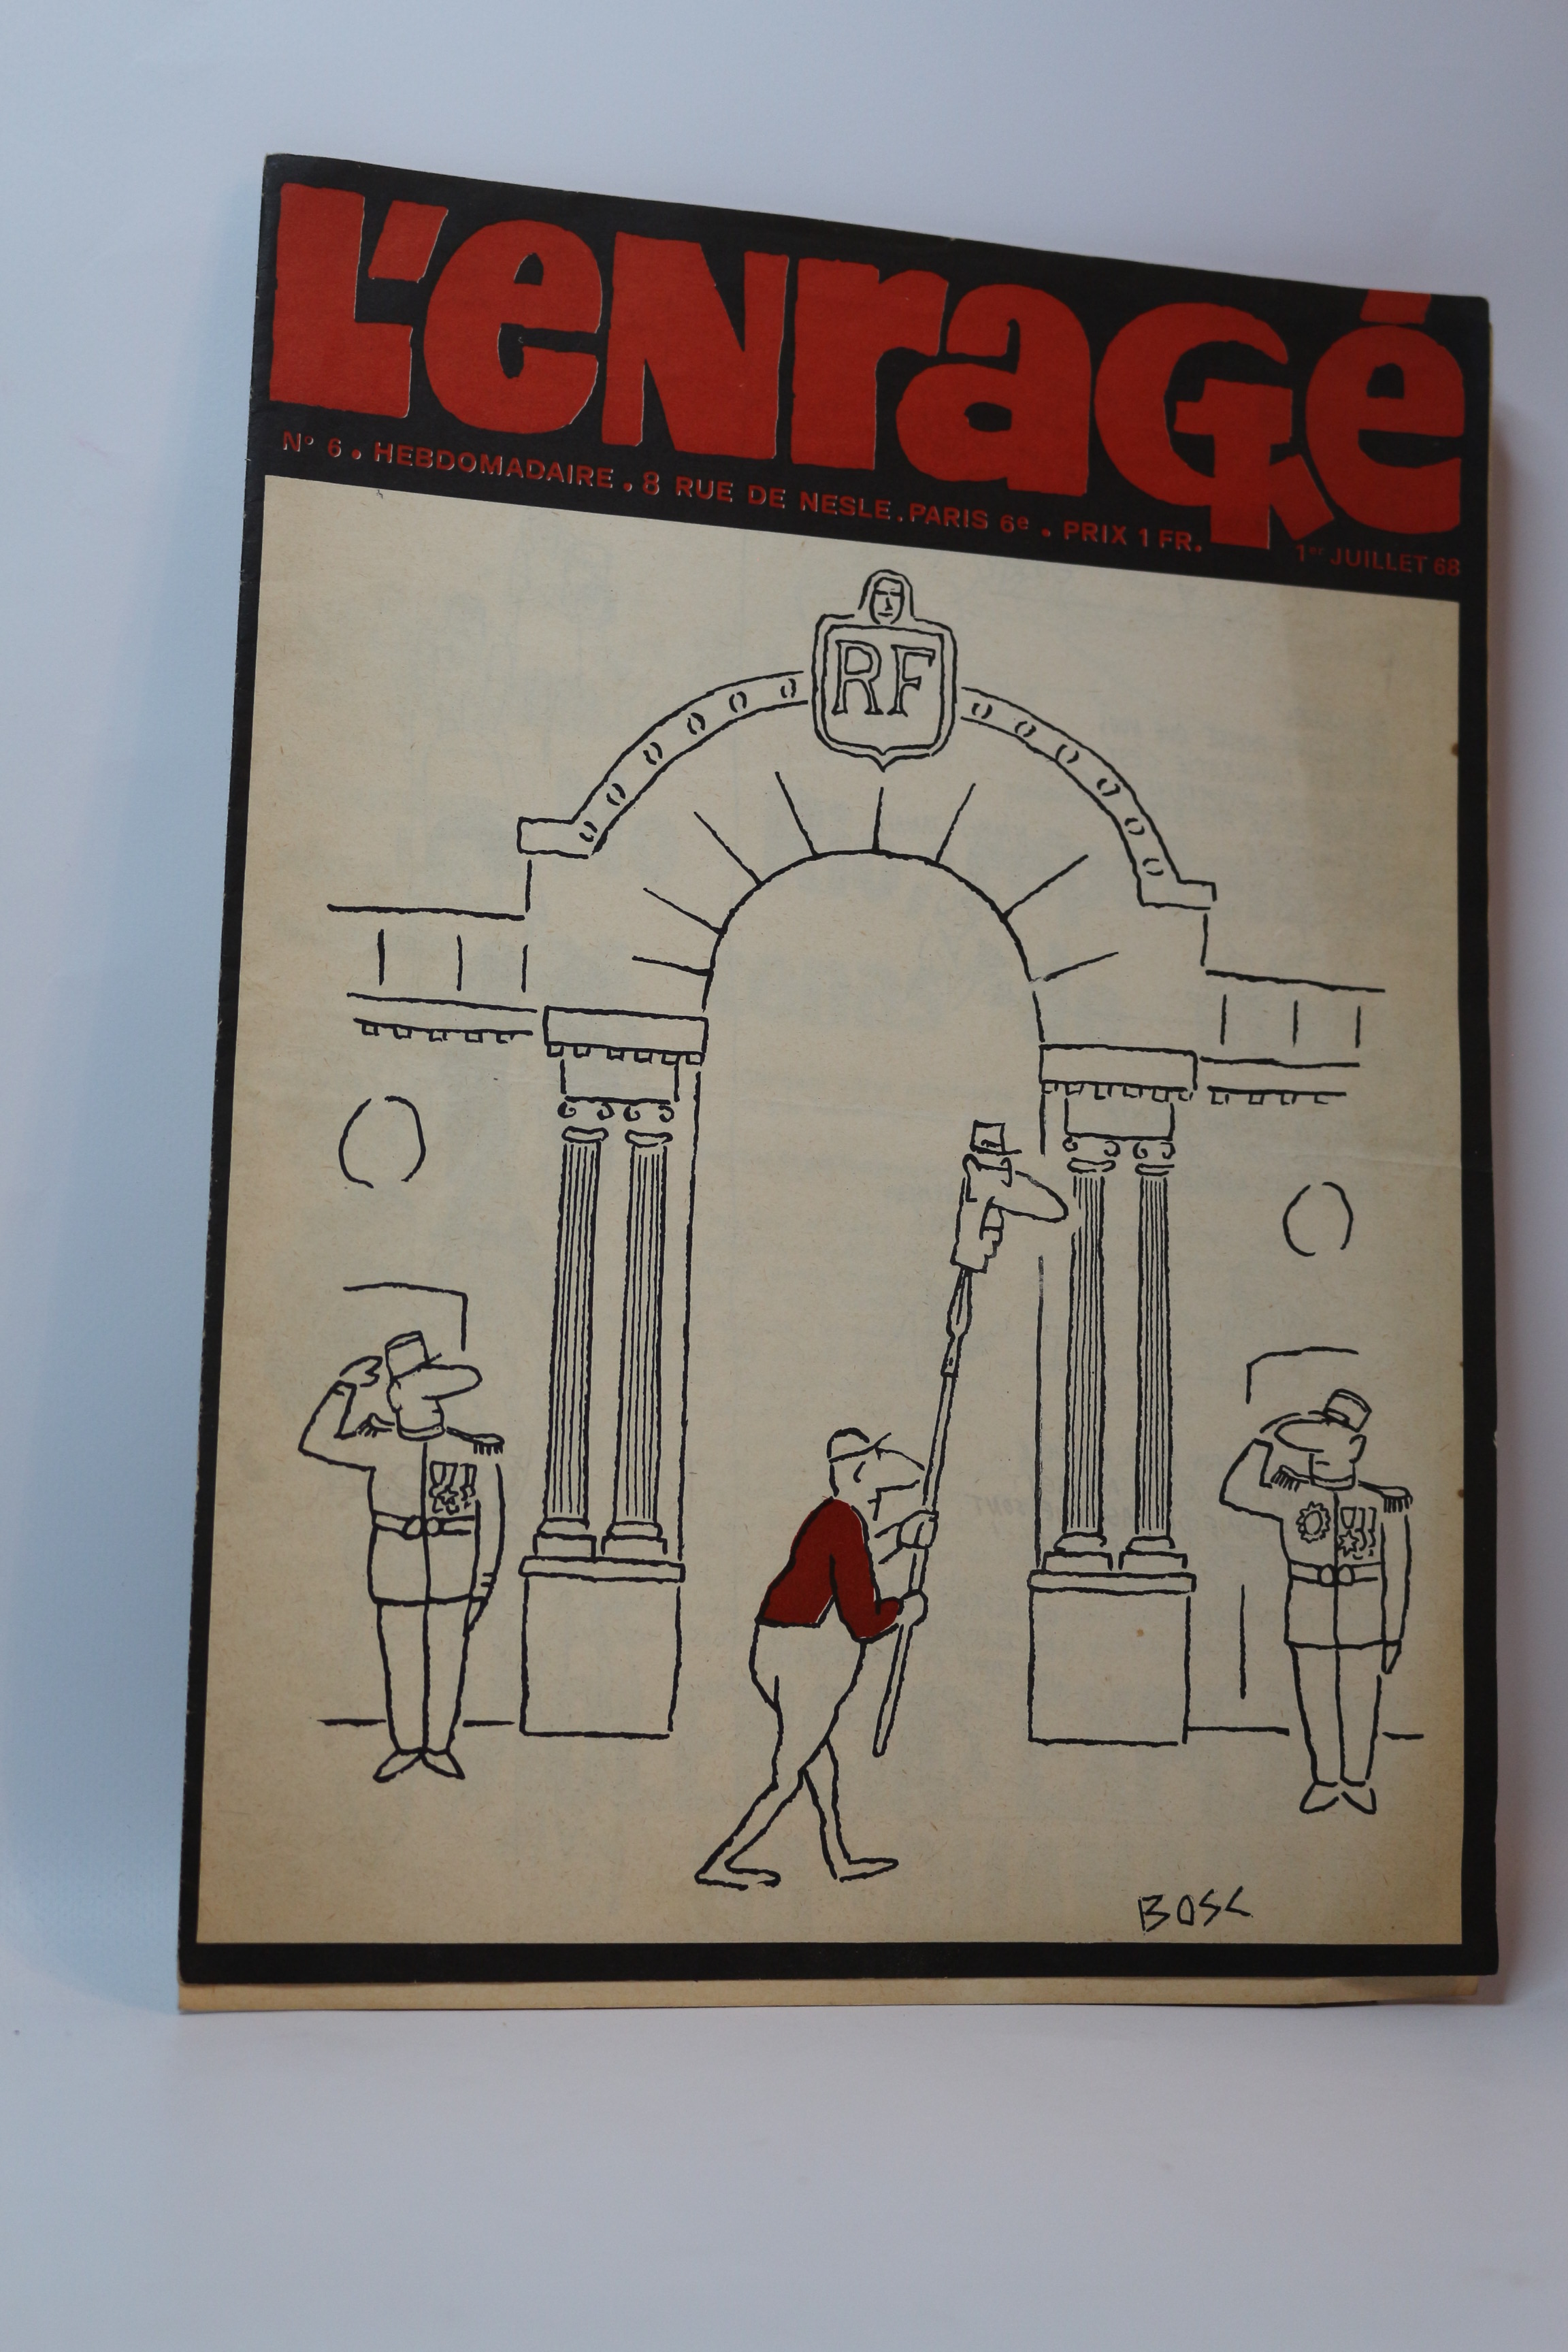 L'enragé
N° 6 . HEBDOMADAIRE . 8 RUE DE NESLE . PARIS 6e . PRIX 1 FR. 1er JUILLET 68
RF
BOSC